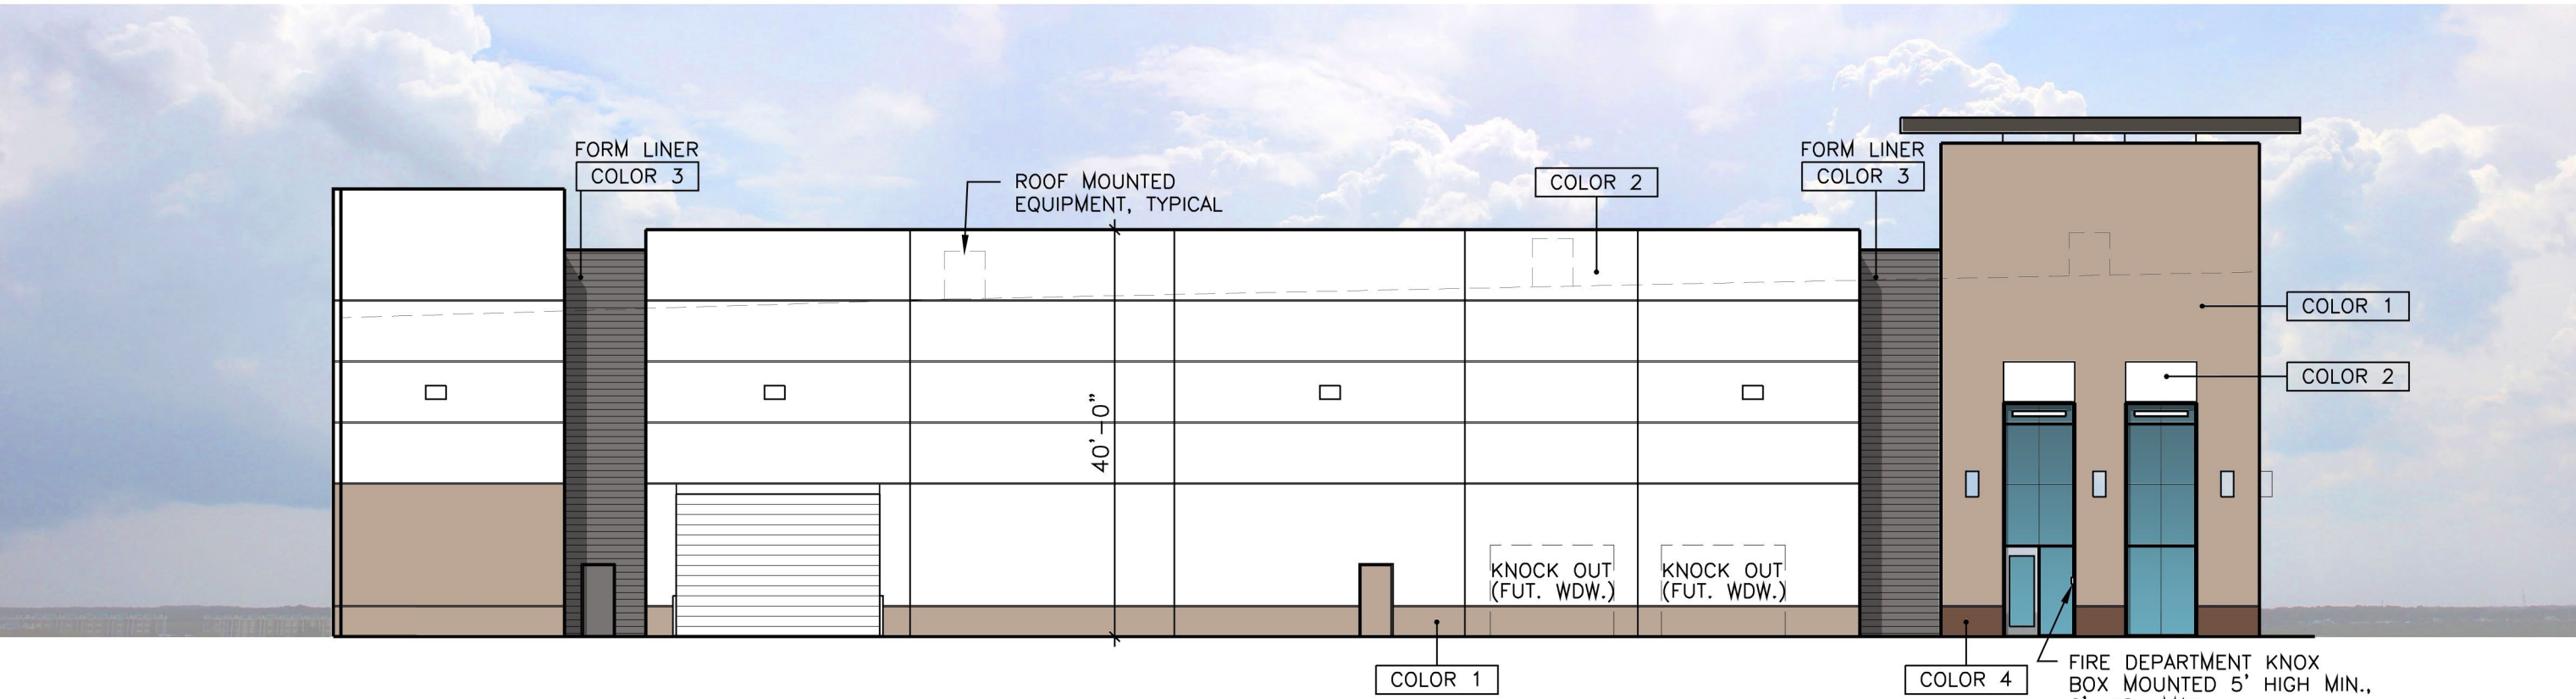 FORM LINER
COLOR 3
ROOF MOUNTED
EQUIPMENT, TYPICAL
COLOR 2
FORM LINER
COLOR 3
COLOR 1
COLOR 2
40'-0"
KNOCK OUT
(FUT. WDW.)
KNOCK OUT
(FUT. WDW.)
COLOR 1
COLOR 4
FIRE DEPARTMENT KNOX
BOX MOUNTED 5' HIGH MIN.,